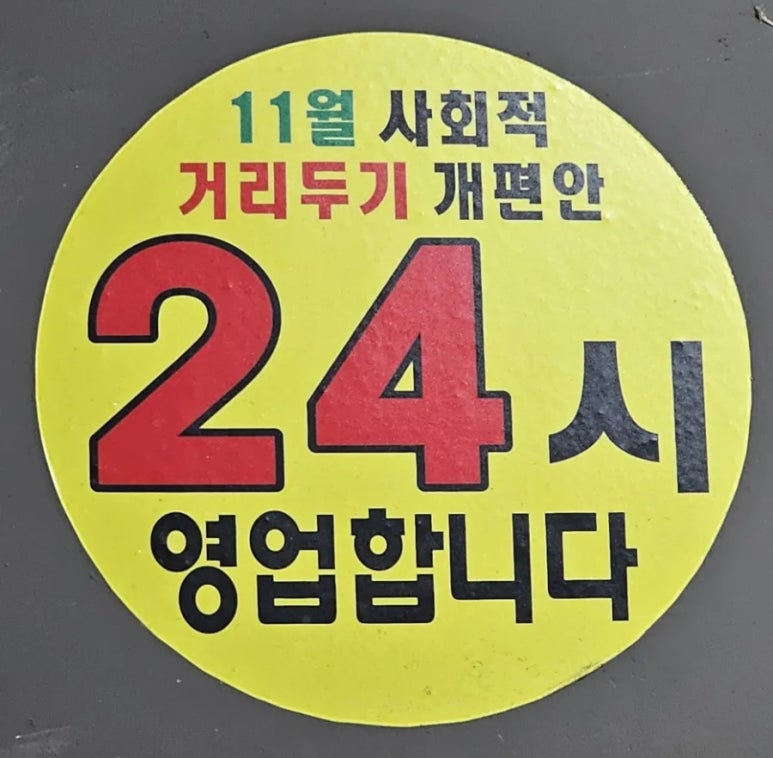 11월 사회적
거리두기 개편안
24시
영업합니다